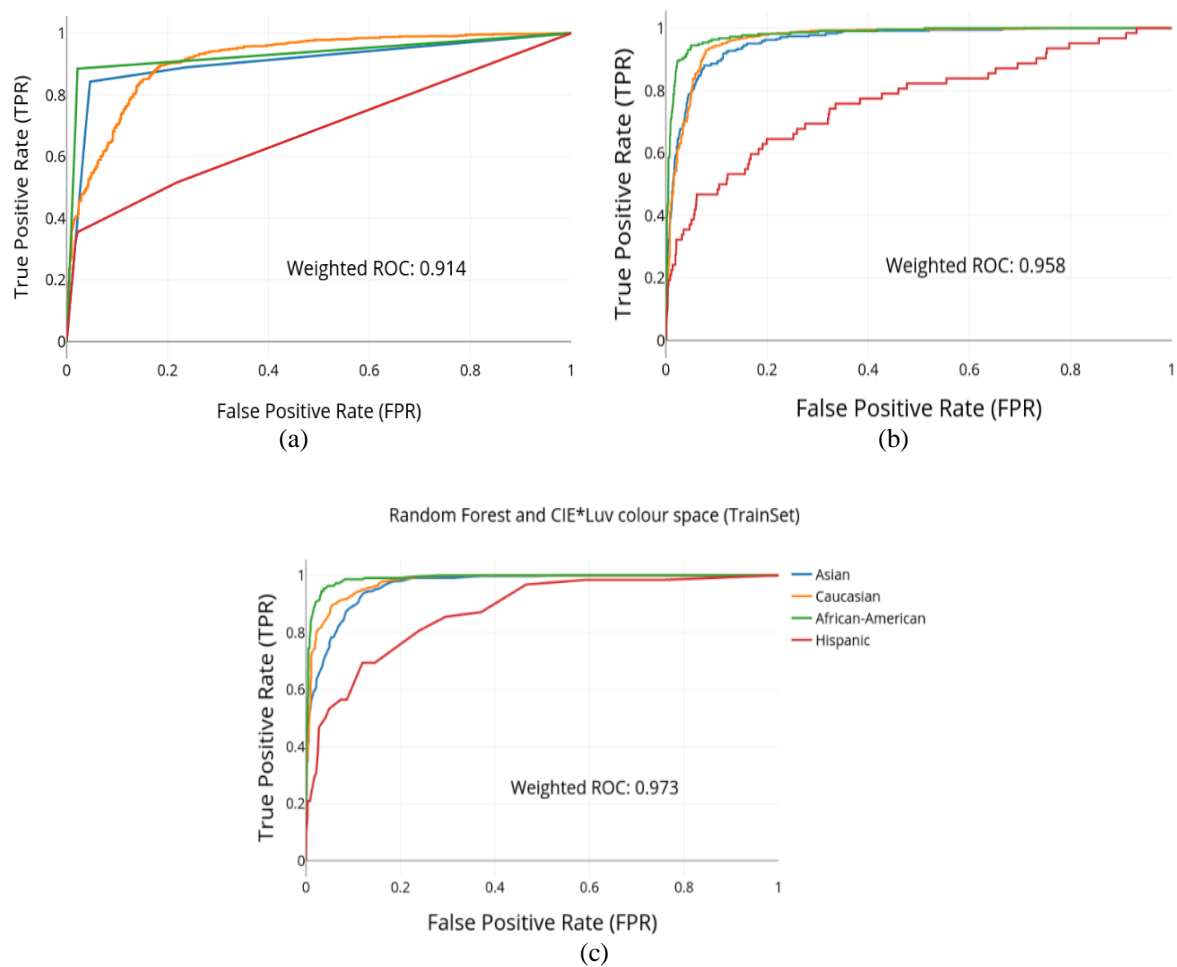 1
0.8
0.6
0.4
0.2
0
True Positive Rate (TPR)
Weighted ROC: 0.914
0 0.2 0.4 0.6 0.8 1
False Positive Rate (FPR)
(a)
1
0.8
0.6
0.4
0.2
0
True Positive Rate (TPR)
Weighted ROC: 0.958
0 0.2 0.4 0.6 0.8 1
False Positive Rate (FPR)
(b)
Random Forest and CIE*Luv colour space (TrainSet)
1
0.8
0.6
0.4
0.2
0
True Positive Rate (TPR)
Asian
Caucasian
African-American
Hispanic
Weighted ROC: 0.973
0 0.2 0.4 0.6 0.8 1
False Positive Rate (FPR)
(c)